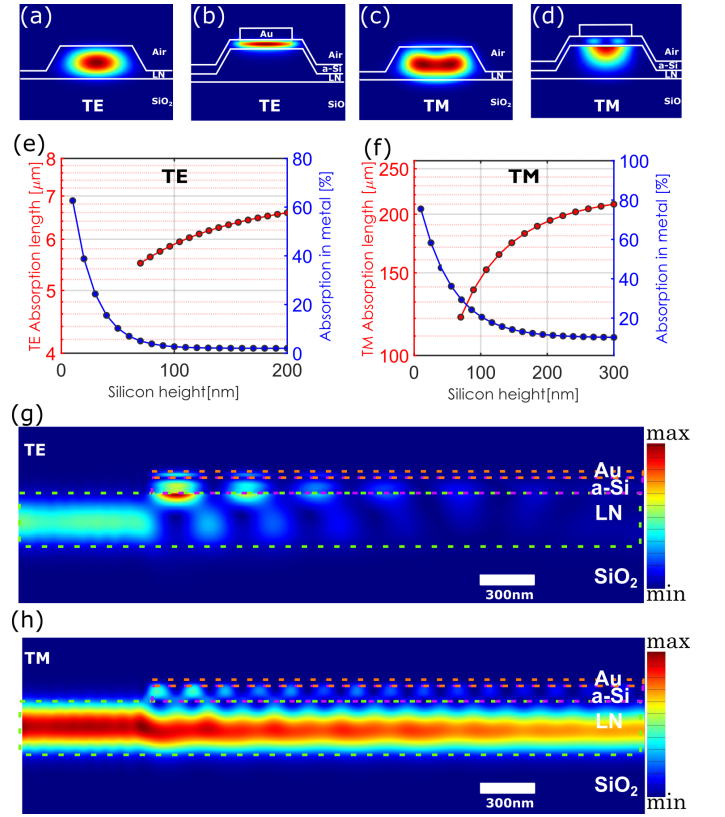 (a)
Air
LN
SiO₂
TE
(b)
Au
Air
a-Si
LN
SiO
TE
(c)
Air
LN
SiO₂
TM
(d)
Air
a-Si
LN
SiO
TM
(e)
TE
TE Absorption length [μm]
8
7
6
5
4
Absorption in metal [%]
80
60
40
20
0
0
100
200
Silicon height[nm]
(f)
TM
TM Absorption length [μm]
250
200
150
100
Absorption in metal [%]
100
80
60
40
20
0
100
200
300
Silicon height[nm]
(g)
TE
Au
a-Si
LN
SiO₂
300nm
max
min
(h)
TM
Au
a-Si
LN
SiO₂
300nm
max
min